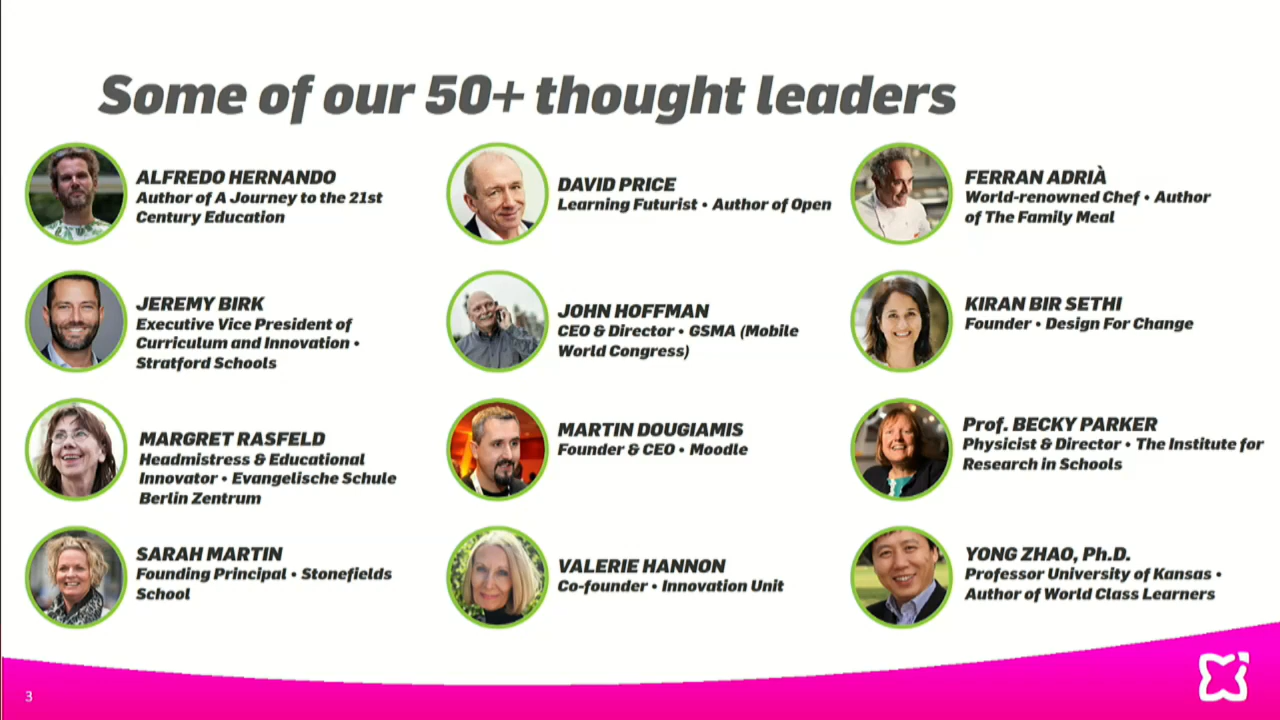 Some of our 50+ thought leaders
ALFREDO HERNANDO
Author of A Journey to the 21st
Century Education
DAVID PRICE
Learning Futurist • Author of Open
FERRAN ADRIÀ
World-renowned Chef • Author
of The Family Meal
JEREMY BIRK
Executive Vice President of
Curriculum and Innovation •
Stratford Schools
JOHN HOFFMAN
CEO & Director • GSMA (Mobile
World Congress)
KIRAN BIR SETHI
Founder • Design For Change
MARGRET RASFELD
Headmistress & Educational
Innovator • Evangelische Schule
Berlin Zentrum
MARTIN DOUGIAMIS
Founder & CEO • Moodle
Prof. BECKY PARKER
Physicist & Director • The Institute for
Research in Schools
SARAH MARTIN
Founding Principal • Stonefields
School
VALERIE HANNON
Co-founder • Innovation Unit
YONG ZHAO, Ph.D.
Professor University of Kansas •
Author of World Class Learners
3